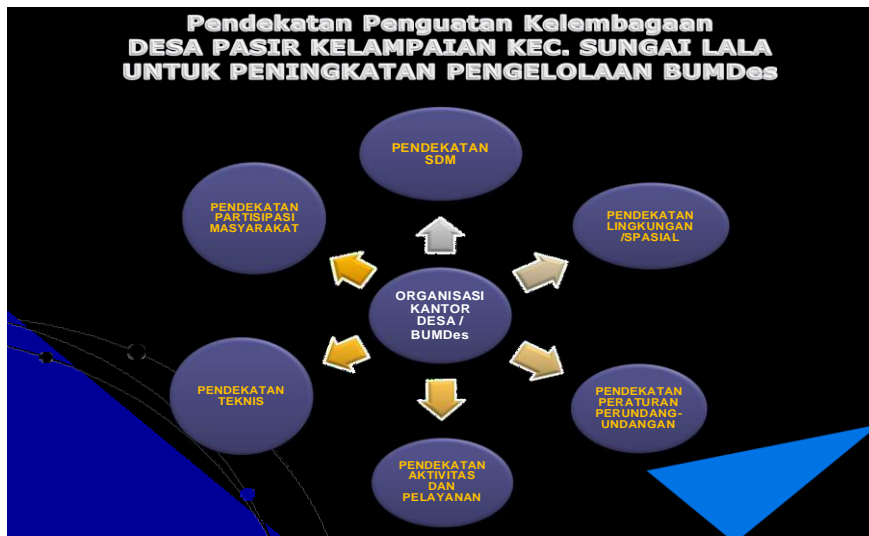 Pendekatan Penguatan Kelembagaan
DESA PASIR KELAMPAIAN KEC. SUNGAI LALA
UNTUK PENINGKATAN PENGELOLAAN BUMDes
PENDEKATAN
SDM
PENDEKATAN
PARTISIPASI
MASYARAKAT
PENDEKATAN
LINGKUNGAN
/SPASIAL
ORGANISASI
KANTOR
DESA /
BUMDes
PENDEKATAN
TEKNIS
PENDEKATAN
PERATURAN
PERUNDANG-
UNDANGAN
PENDEKATAN
AKTIVITAS
DAN
PELAYANAN